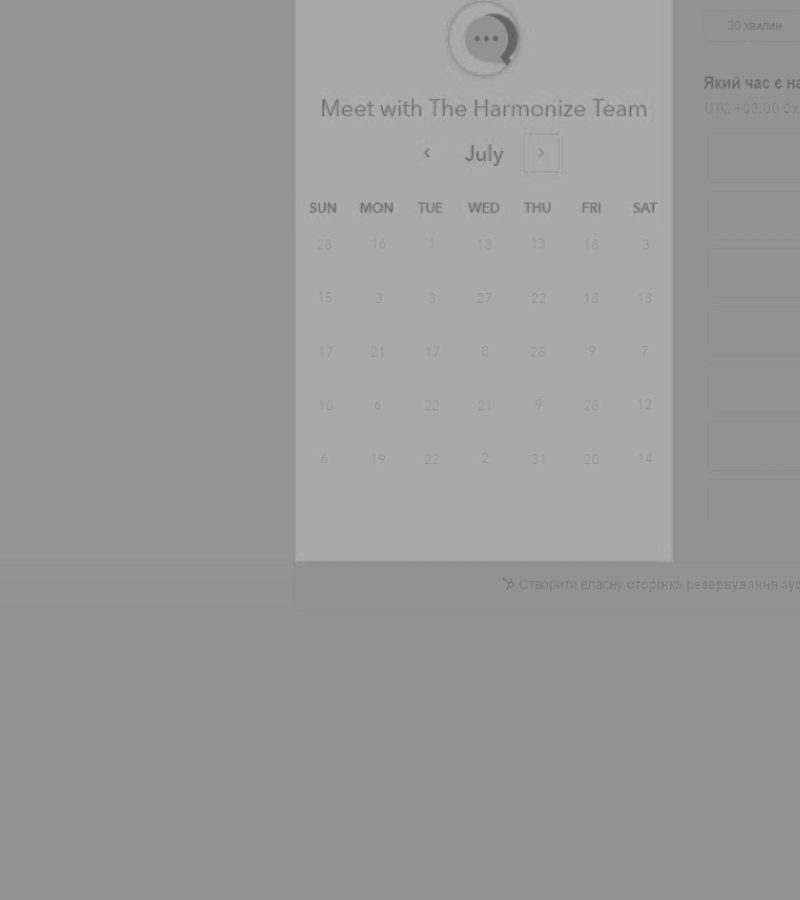 30 хвилин
Який час є на
UTC +03:00
Meet with The Harmonize Team
July
SUN MON TUE WED THU FRI SAT
28 16 1 18 13 18 3
15 3 3 27 22 18 18
17 21 17 8 28 9 7
10 6 22 21 9 28 12
6 19 22 2 31 20 14
Створити власну сторінка резервування зус